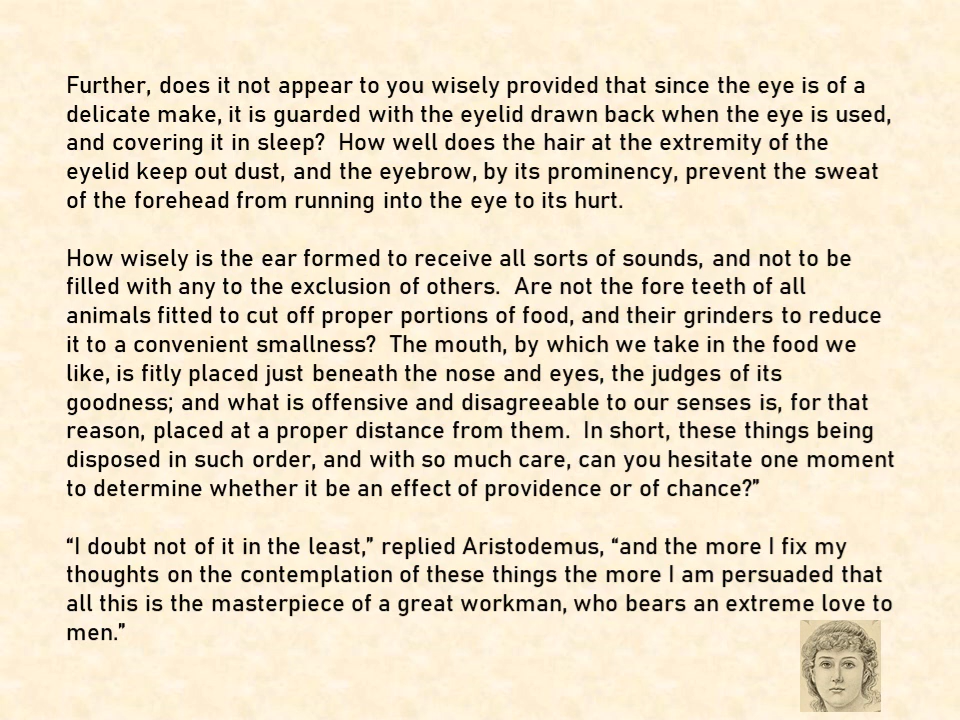 Further, does it not appear to you wisely provided that since the eye is of a
delicate make, it is guarded with the eyelid drawn back when the eye is used,
and covering it in sleep?  How well does the hair at the extremity of the
eyelid keep out dust, and the eyebrow, by its prominency, prevent the sweat
of the forehead from running into the eye to its hurt.
How wisely is the ear formed to receive all sorts of sounds, and not to be
filled with any to the exclusion of others.  Are not the fore teeth of all
animals fitted to cut off proper portions of food, and their grinders to reduce
it to a convenient smallness?  The mouth, by which we take in the food we
like, is fitly placed just beneath the nose and eyes, the judges of its
goodness; and what is offensive and disagreeable to our senses is, for that
reason, placed at a proper distance from them.  In short, these things being
disposed in such order, and with so much care, can you hesitate one moment
to determine whether it be an effect of providence or of chance?”
“I doubt not of it in the least,” replied Aristodemus, “and the more I fix my
thoughts on the contemplation of these things the more I am persuaded that
all this is the masterpiece of a great workman, who bears an extreme love to
men.”